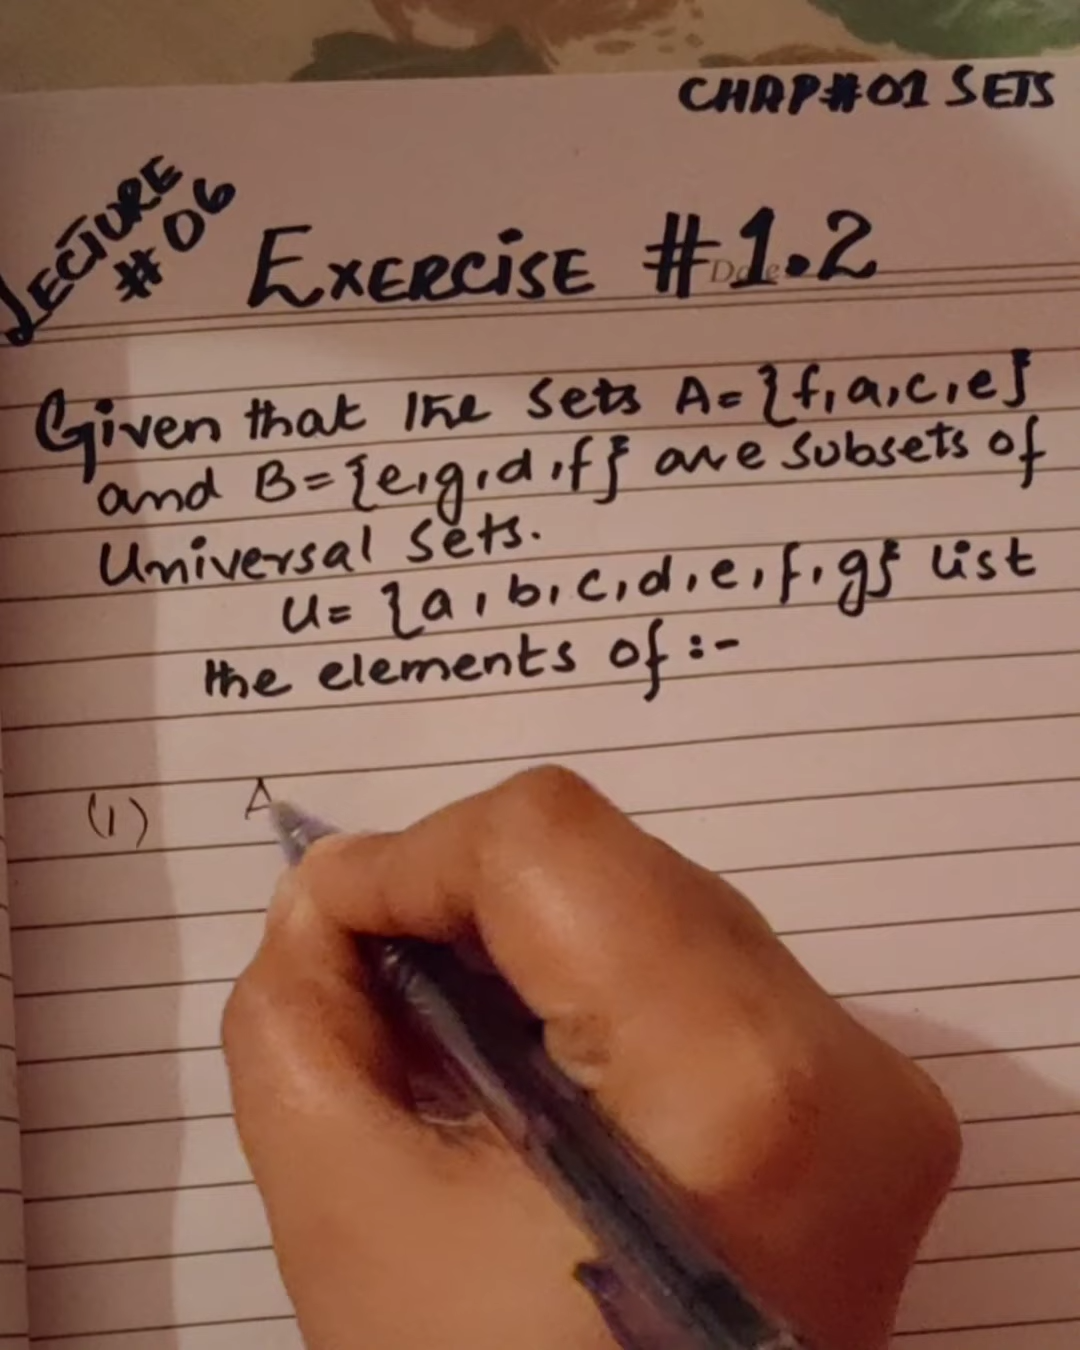 CHAP#01 SETS
LECTURE
#06
EXERCISE #1.2
Date
Given that the Sets A={f,a,c,e}
and B={e,g,d,f} are subsets of
Universal Sets.
U= {a,b,c,d,e,f,g} List
the elements of :-
(1) A